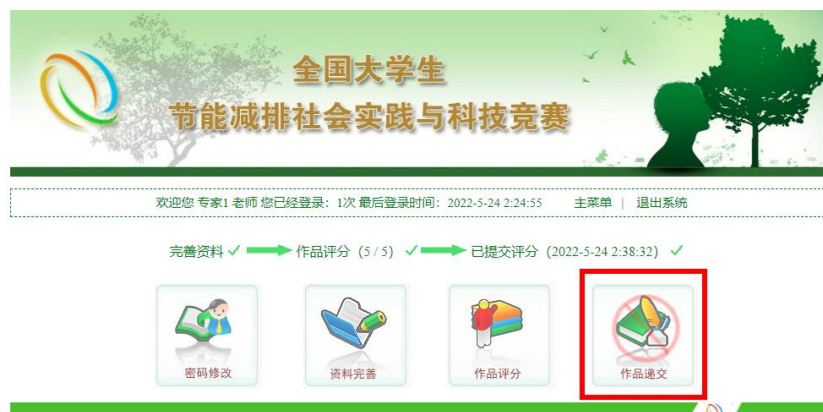 全国大学生
节能减排社会实践与科技竞赛
欢迎您 专家1 老师 您已经登录：1次 最后登录时间：2022-5-24 2:24:55 主菜单 | 退出系统
完善资料 作品评分（5 / 5） 已提交评分（2022-5-24 2:38:32）
密码修改 资料完善 作品评分 作品递交